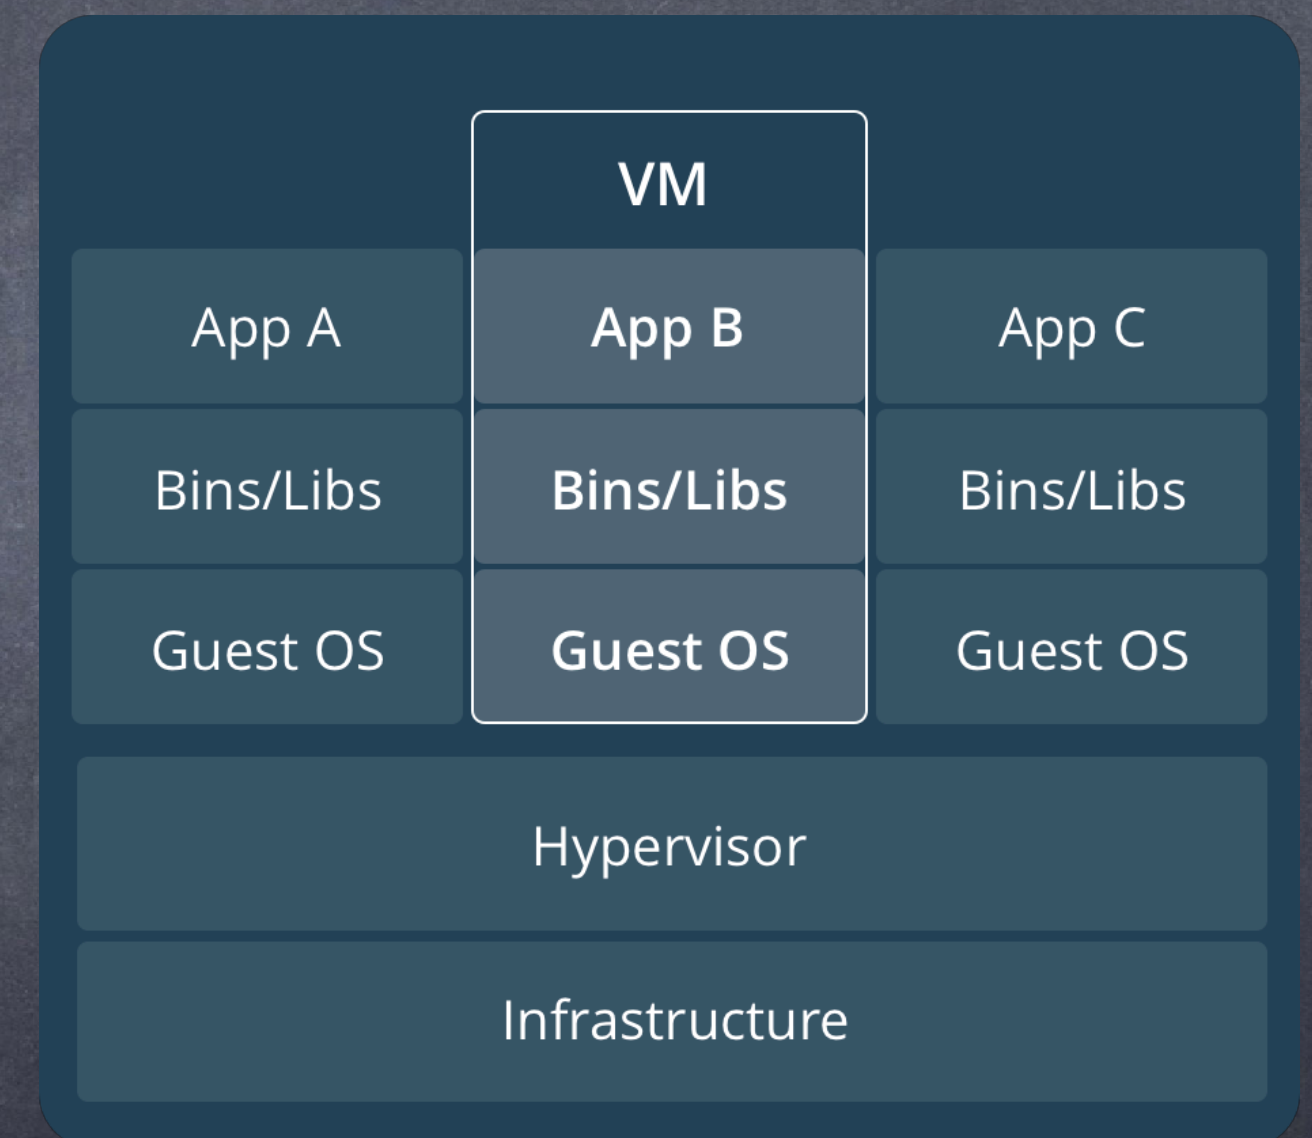 VM
App A
App B
App C
Bins/Libs
Bins/Libs
Bins/Libs
Guest OS
Guest OS
Guest OS
Hypervisor
Infrastructure